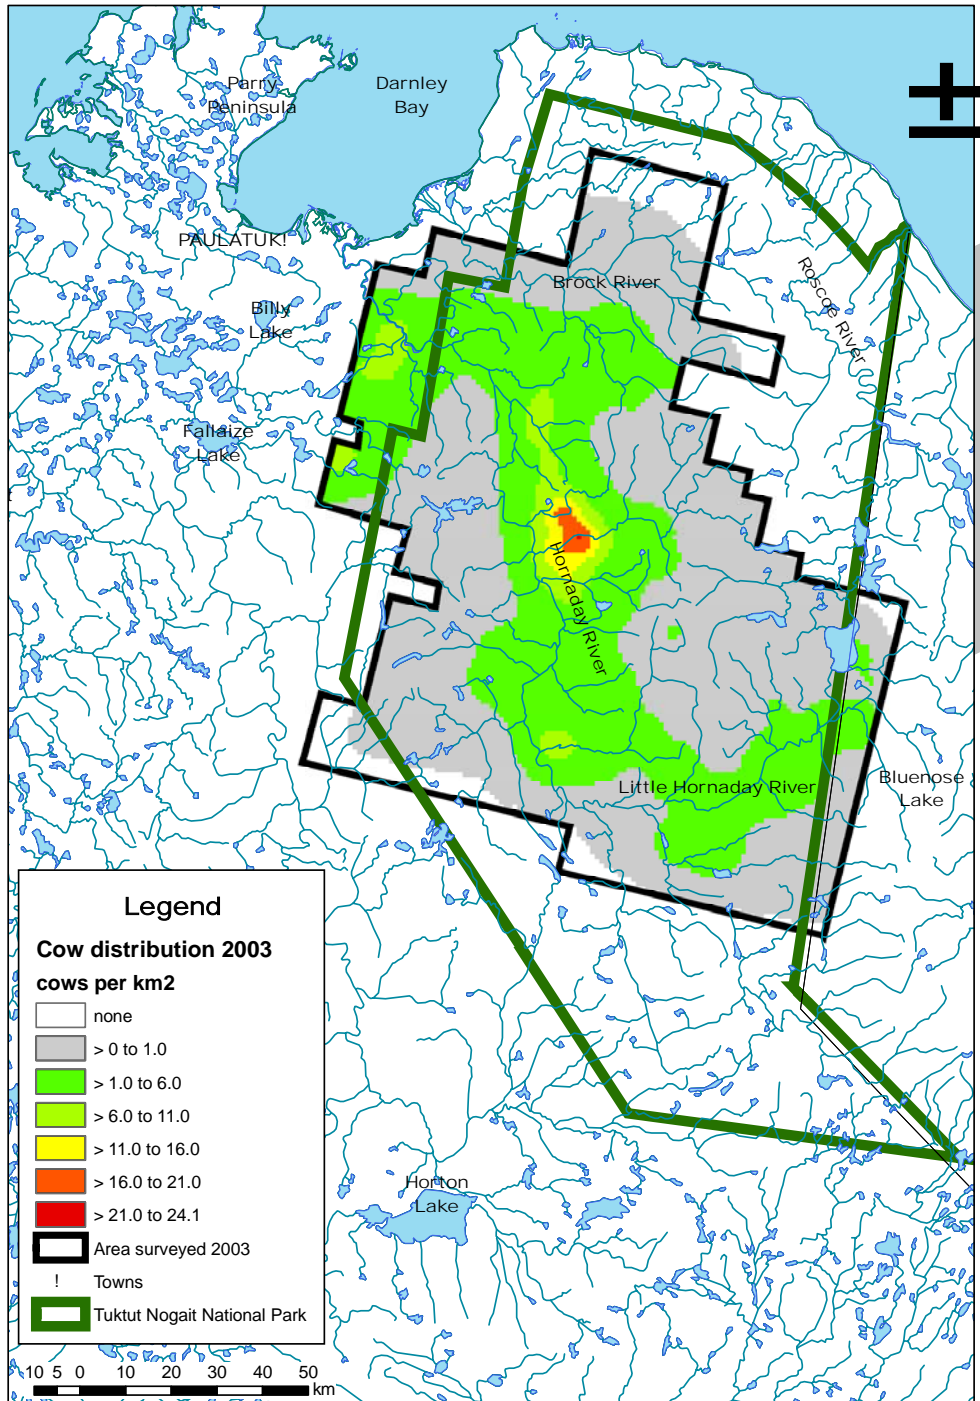 Parry
Peninsula
Darnley
Bay
PAULATUK!
Brock River
Roscoe River
Billy
Lake
Fallaize
Lake
Hornaday River
Little Hornaday River
Bluenose
Lake
Horton
Lake
Legend
Cow distribution 2003
cows per km2
none
> 0 to 1.0
> 1.0 to 6.0
> 6.0 to 11.0
> 11.0 to 16.0
> 16.0 to 21.0
> 21.0 to 24.1
Area surveyed 2003
! Towns
Tuktut Nogait National Park
10 5 0 10 20 30 40 50
km